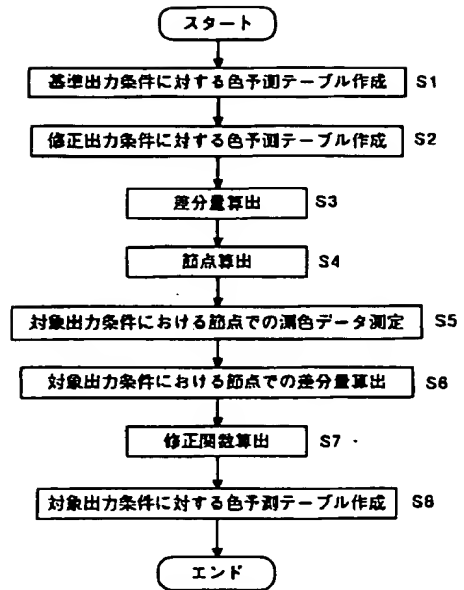 スタート
基準出力条件に対する色予測テーブル作成 S1
修正出力条件に対する色予測テーブル作成 S2
差分量算出 S3
節点算出 S4
対象出力条件における節点での測色データ測定 S5
対象出力条件における節点での差分量算出 S6
修正関数算出 S7
対象出力条件に対する色予測テーブル作成 S8
エンド